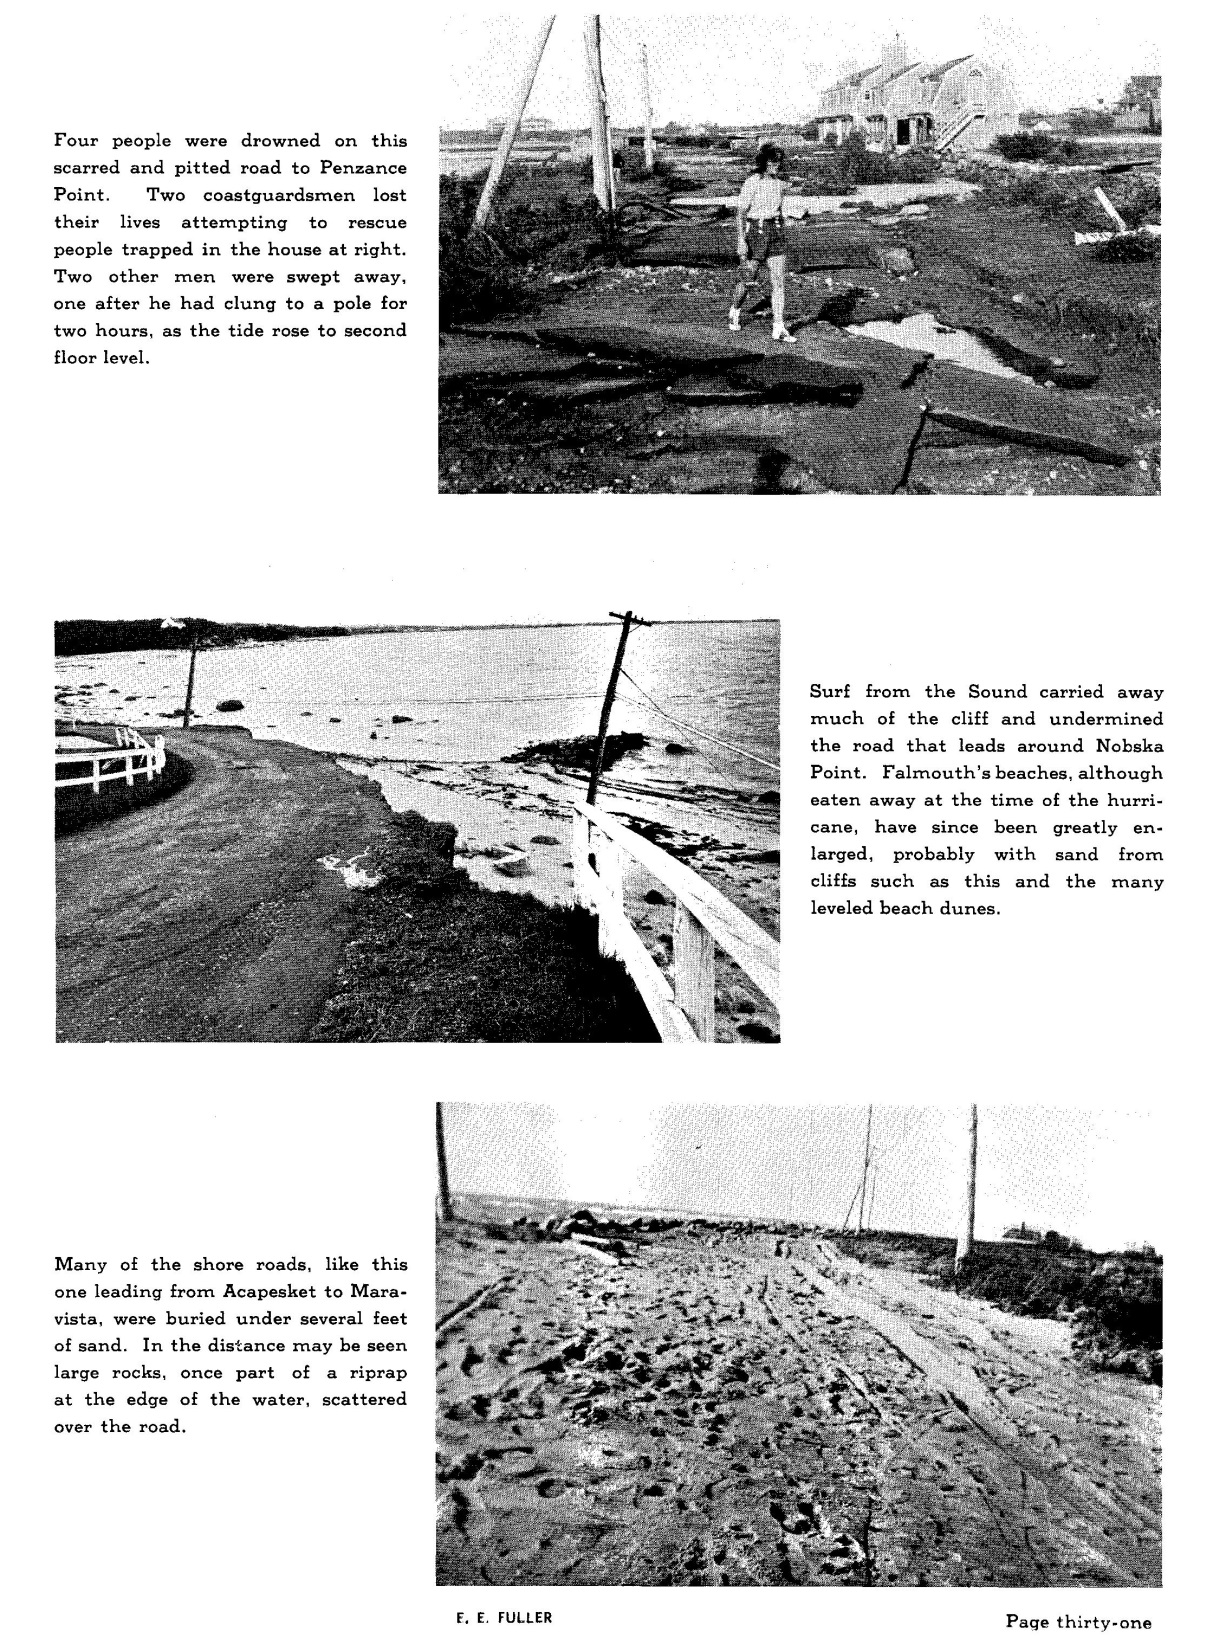 Four people were drowned on this
scarred and pitted road to Penzance
Point. Two coastguardsmen lost
their lives attempting to rescue
people trapped in the house at right.
Two other men were swept away,
one after he had clung to a pole for
two hours, as the tide rose to second
floor level.
Surf from the Sound carried away
much of the cliff and undermined
the road that leads around Nobska
Point. Falmouth's beaches, although
eaten away at the time of the hurri-
cane, have since been greatly en-
larged, probably with sand from
cliffs such as this and the many
leveled beach dunes.
Many of the shore roads, like this
one leading from Acapesket to Mara-
vista, were buried under several feet
of sand. In the distance may be seen
large rocks, once part of a riprap
at the edge of the water, scattered
over the road.
E. E. FULLER
Page thirty-one